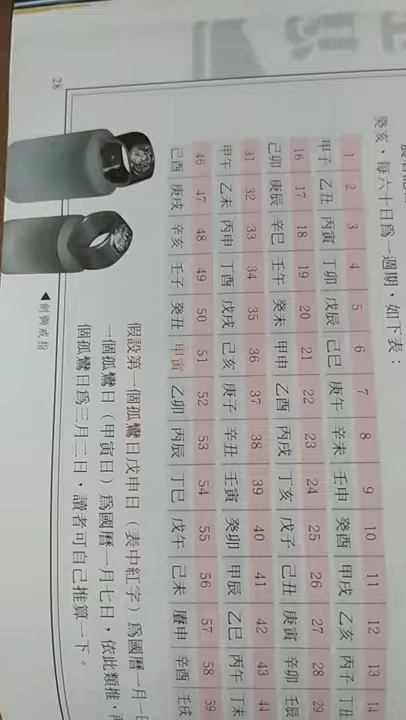 癸亥，每六十日爲一週期，如下表：
1 2 3 4 5 6 7 8 9 10 11 12 13 14
甲子 乙丑 丙寅 丁卯 戊辰 己巳 庚午 辛未 壬申 癸酉 甲戌 乙亥 丙子 丁丑
16 17 18 19 20 21 22 23 24 25 26 27 28 29
己卯 庚辰 辛巳 壬午 癸未 甲申 乙酉 丙戌 丁亥 戊子 己丑 庚寅 辛卯 壬辰
31 32 33 34 35 36 37 38 39 40 41 42 43 44
甲午 乙未 丙申 丁酉 戊戌 己亥 庚子 辛丑 壬寅 癸卯 甲辰 乙巳 丙午 丁未
46 47 48 49 50 51 52 53 54 55 56 57 58 59
己酉 庚戌 辛亥 壬子 癸丑 甲寅 乙卯 丙辰 丁巳 戊午 己未 庚申 辛酉 壬戌
假設第一個孤鸞日戊申日（表中紅字）爲國曆一月一日
一個孤鸞日（甲寅日）爲國曆一月七日，依此類推，
個孤鸞日爲三月二日，讀者可自己推算一下。
◀劍獅戒指
28